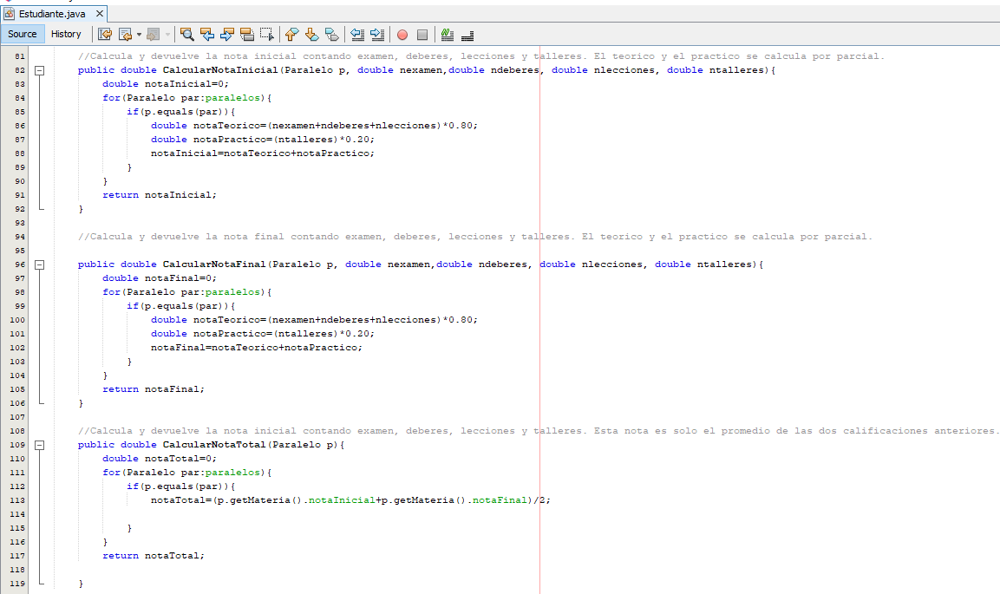 Estudiante.java
Source History
81 //Calcula y devuelve la nota inicial contando examen, deberes, lecciones y talleres. El teorico y el practico se calcula por parcial.
82 public double CalcularNotaInicial(Paralelo p, double nexamen,double ndeberes, double nlecciones, double ntalleres){
83 double notaInicial=0;
84 for(Paralelo par:paralelos){
85 if(p.equals(par)){
86 double notaTeorico=(nexamen+ndeberes+nlecciones)*0.80;
87 double notaPractico=(ntalleres)*0.20;
88 notaInicial=notaTeorico+notaPractico;
89 }
90 }
91 return notaInicial;
92 }
93
94 //Calcula y devuelve la nota final contando examen, deberes, lecciones y talleres. El teorico y el practico se calcula por parcial.
95
96 public double CalcularNotaFinal(Paralelo p, double nexamen,double ndeberes, double nlecciones, double ntalleres){
97 double notaFinal=0;
98 for(Paralelo par:paralelos){
99 if(p.equals(par)){
100 double notaTeorico=(nexamen+ndeberes+nlecciones)*0.80;
101 double notaPractico=(ntalleres)*0.20;
102 notaFinal=notaTeorico+notaPractico;
103 }
104 }
105 return notaFinal;
106 }
107
108 //Calcula y devuelve la nota inicial contando examen, deberes, lecciones y talleres. Esta nota es solo el promedio de las dos calificaciones anteriores.
109 public double CalcularNotaTotal(Paralelo p){
110 double notaTotal=0;
111 for(Paralelo par:paralelos){
112 if(p.equals(par)){
113 notaTotal=(p.getMateria().notaInicial+p.getMateria().notaFinal)/2;
114
115 }
116 }
117 return notaTotal;
118
119 }